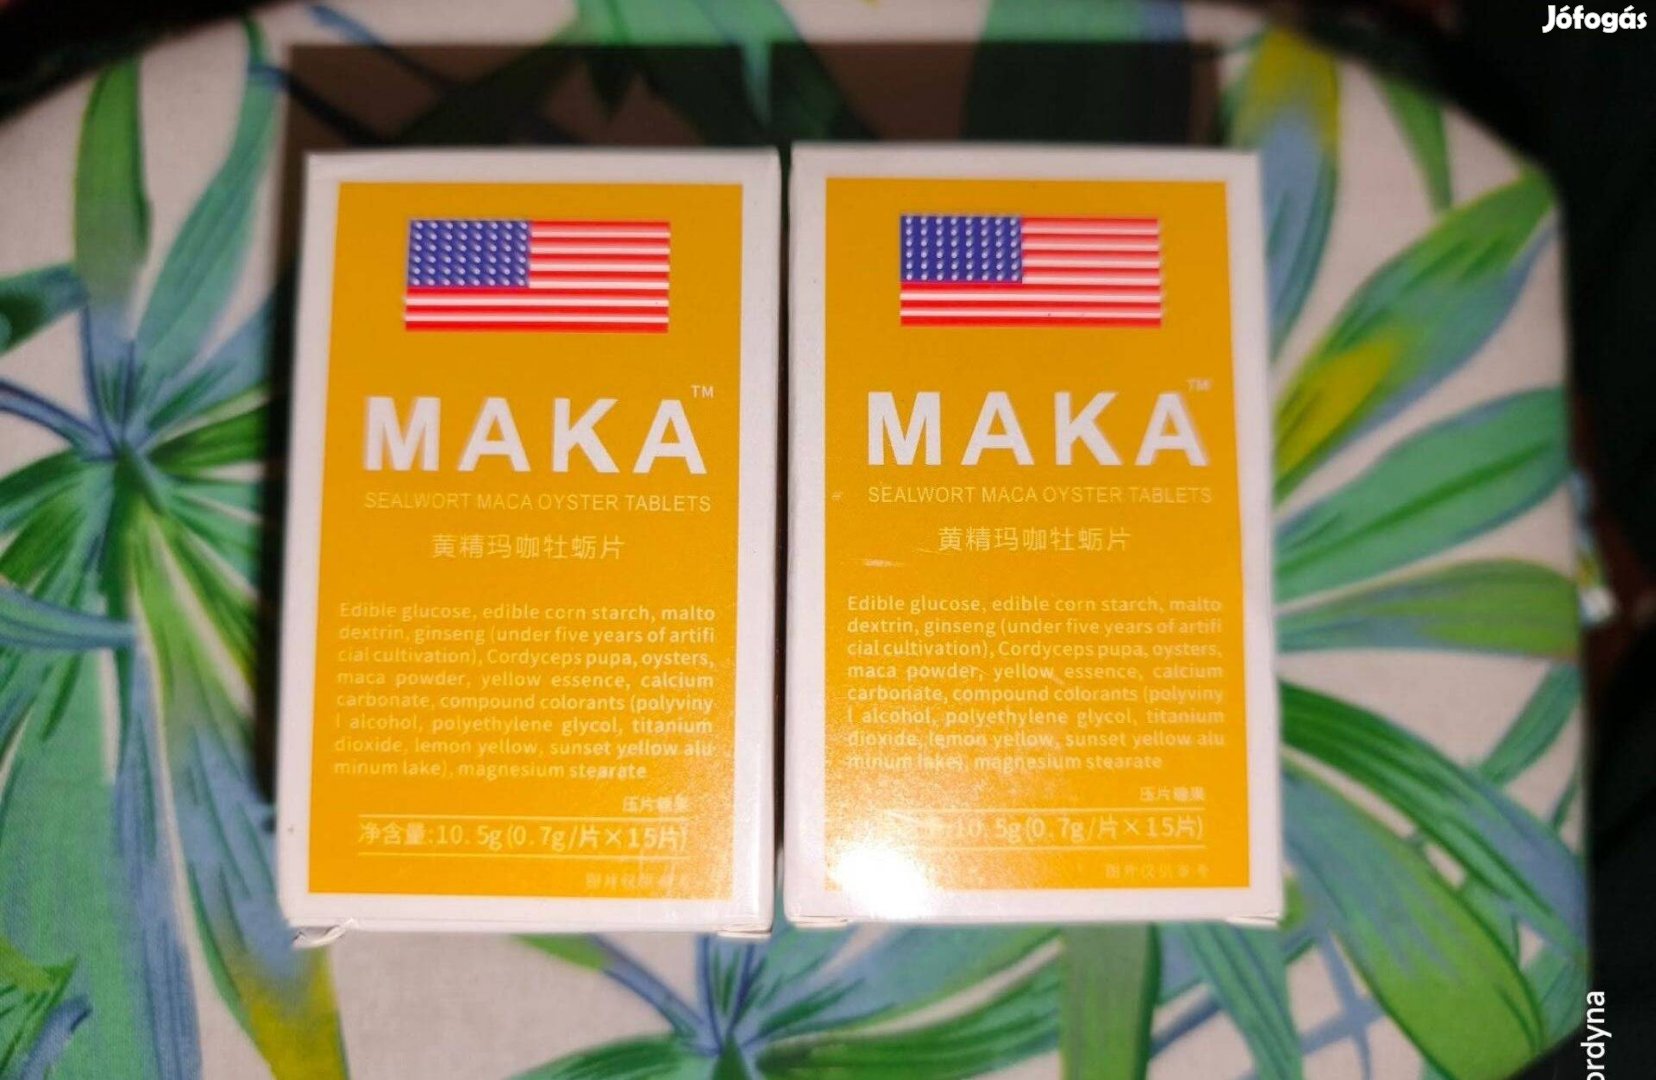 Jófogás
MAKA™
SEALWORT MACA OYSTER TABLETS
黄精玛咖牡蛎片
Edible glucose, edible corn starch, malto
dextrin, ginseng (under five years of artifi
cial cultivation), Cordyceps pupa, oysters,
maca powder, yellow essence, calcium
carbonate, compound colorants (polyviny
l alcohol, polyethylene glycol, titanium
dioxide, lemon yellow, sunset yellow alu
minum lake), magnesium stearate
压片糖果
净含量:10.5g(0.7g/片×15片)
MAKA™
SEALWORT MACA OYSTER TABLETS
黄精玛咖牡蛎片
Edible glucose, edible corn starch, malto
dextrin, ginseng (under five years of artifi
cial cultivation), Cordyceps pupa, oysters,
maca powder, yellow essence, calcium
carbonate, compound colorants (polyviny
l alcohol, polyethylene glycol, titanium
dioxide, lemon yellow, sunset yellow alu
minum lake), magnesium stearate
压片糖果
10.5g(0.7g/片×15片)
图片仅供参考
ordyna